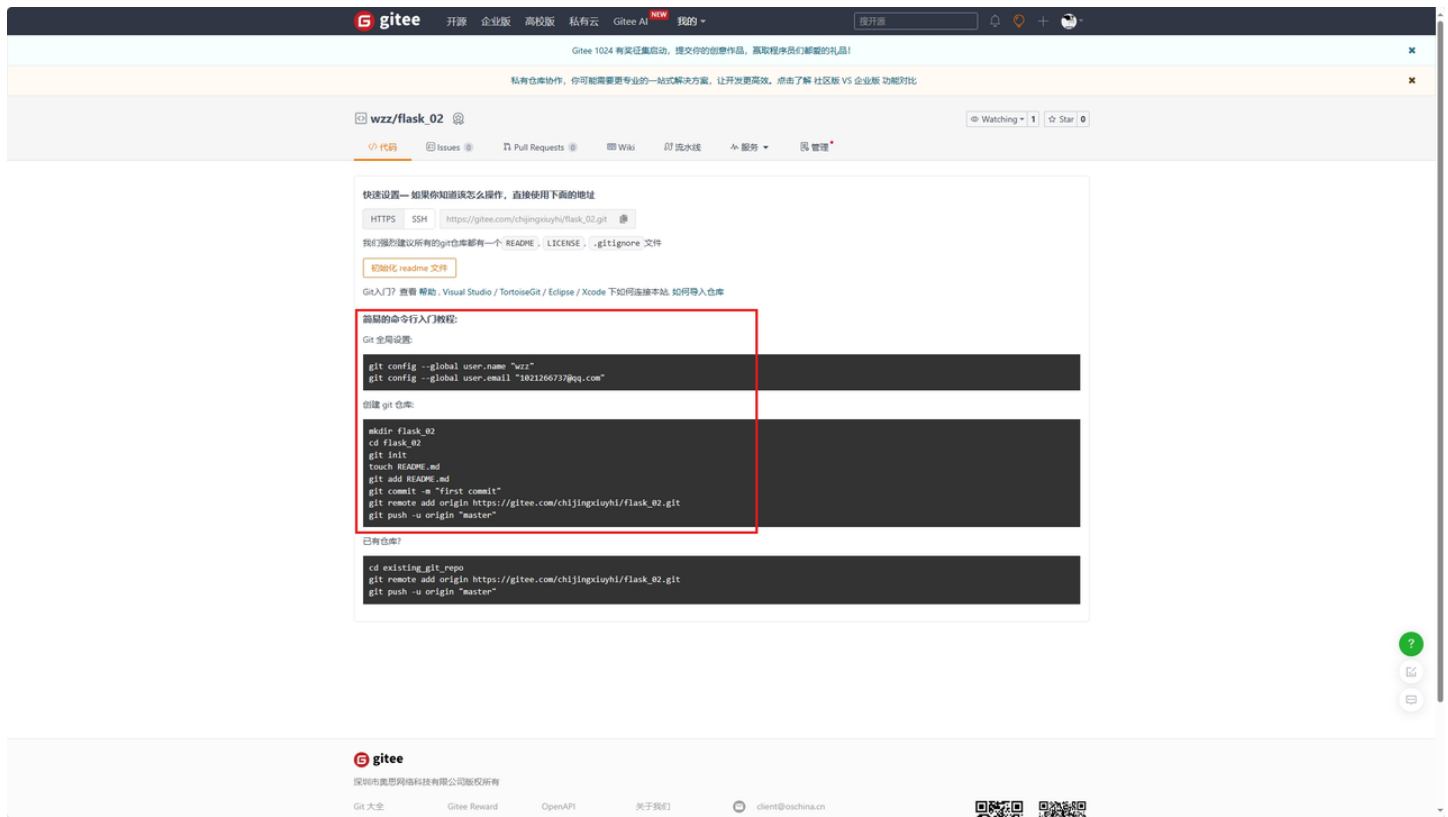 gitee 开源 企业版 高校版 私有云 Gitee AI NEW 我的 搜开源
Gitee 1024 有奖征集启动，提交你的创意作品，赢取程序员们都爱的礼品！
私有仓库协作，你可能需要更专业的一站式解决方案，让开发更高效。点击了解 社区版 VS 企业版 功能对比
wzz/flask_02 Watching 1 Star 0
代码 Issues 0 Pull Requests 0 Wiki 流水线 服务 管理
快速设置— 如果你知道该怎么操作，直接使用下面的地址
HTTPS SSH https://gitee.com/chijingxiuyhi/flask_02.git
我们强烈建议所有的git仓库都有一个 README , LICENSE , .gitignore 文件
初始化 readme 文件
Git入门？查看 帮助 , Visual Studio / TortoiseGit / Eclipse / Xcode 下如何连接本站, 如何导入仓库
简易的命令行入门教程:
Git 全局设置:
git config --global user.name "wzz"
git config --global user.email "1021266737@qq.com"
创建 git 仓库:
mkdir flask_02
cd flask_02
git init
touch README.md
git add README.md
git commit -m "first commit"
git remote add origin https://gitee.com/chijingxiuyhi/flask_02.git
git push -u origin "master"
已有仓库?
cd existing_git_repo
git remote add origin https://gitee.com/chijingxiuyhi/flask_02.git
git push -u origin "master"
?
gitee
深圳市奥思网络科技有限公司版权所有
Git 大全 Gitee Reward OpenAPI 关于我们 client@oschina.cn